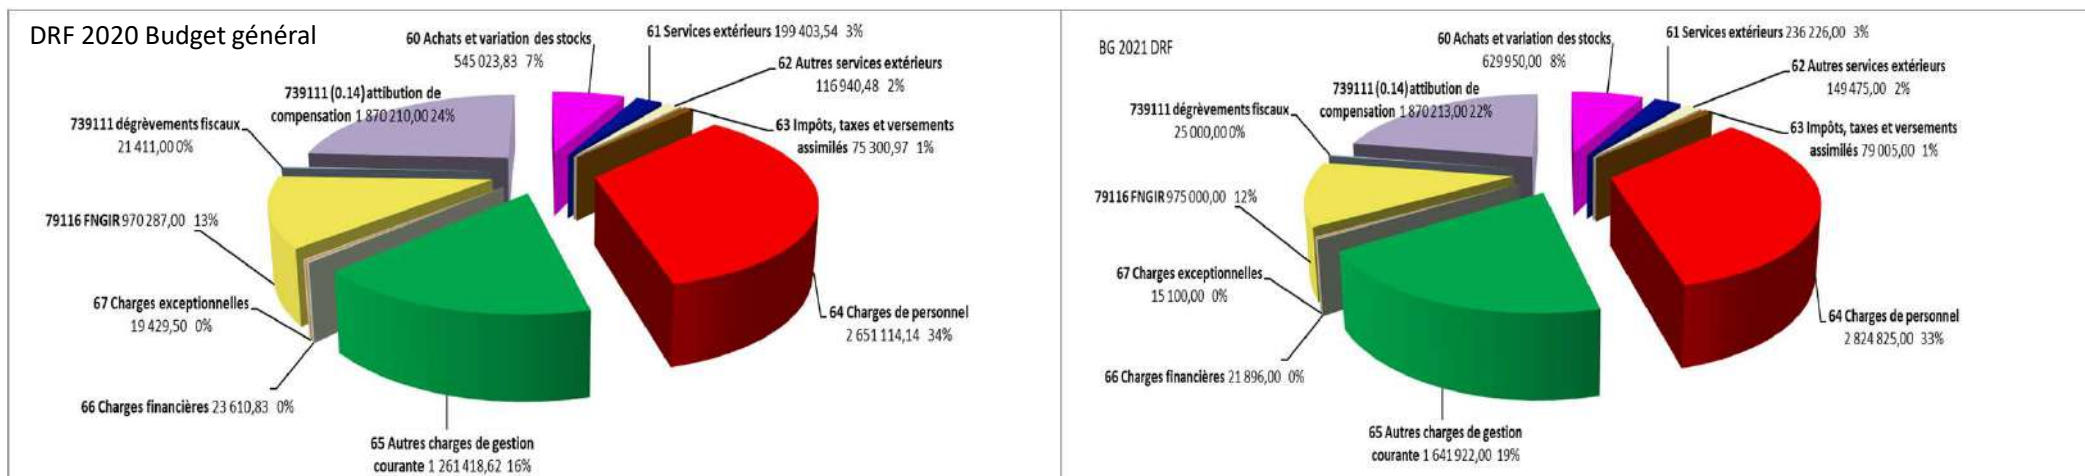 DRF 2020 Budget général
60 Achats et variation des stocks
545 023,83 7%
61 Services extérieurs 199 403,54 3%
62 Autres services extérieurs
116 940,48 2%
63 Impôts, taxes et versements
assimilés 75 300,97 1%
64 Charges de personnel
2 651 114,14 34%
65 Autres charges de gestion
courante 1 261 418,62 16%
66 Charges financières 23 610,83 0%
67 Charges exceptionnelles
19 429,50 0%
79116 FNGIR 970 287,00 13%
739111 dégrèvements fiscaux
21 411,00 0%
739111 (0.14) attibution de
compensation 1 870 210,00 24%
BG 2021 DRF
60 Achats et variation des stocks
629 950,00 8%
61 Services extérieurs 236 226,00 3%
62 Autres services extérieurs
149 475,00 2%
63 Impôts, taxes et versements
assimilés 79 005,00 1%
64 Charges de personnel
2 824 825,00 33%
65 Autres charges de gestion
courante 1 641 922,00 19%
66 Charges financières 21 896,00 0%
67 Charges exceptionnelles
15 100,00 0%
79116 FNGIR 975 000,00 12%
739111 dégrèvements fiscaux
25 000,00 0%
739111 (0.14) attibution de
compensation 1 870 213,00 22%